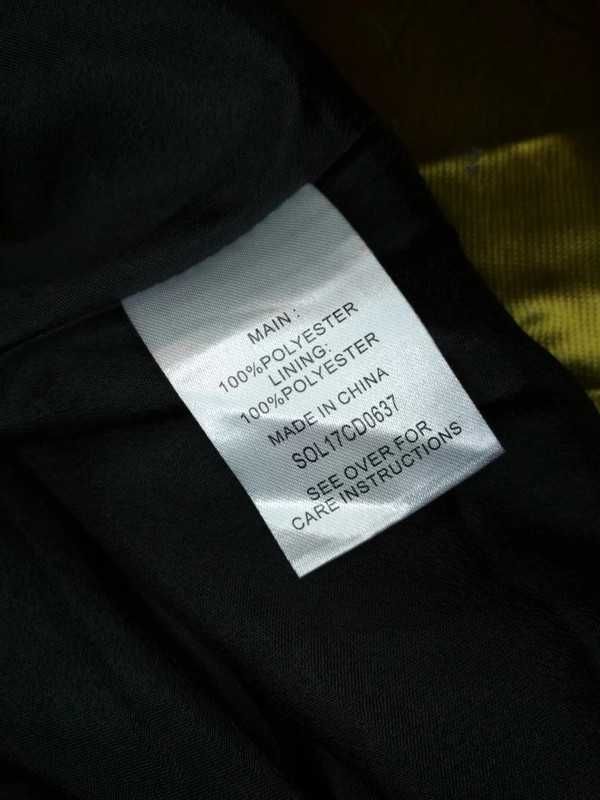 MAIN :
100%POLYESTER
LINING:
100%POLYESTER
MADE IN CHINA
SOL17CD0637
SEE OVER FOR
CARE INSTRUCTIONS